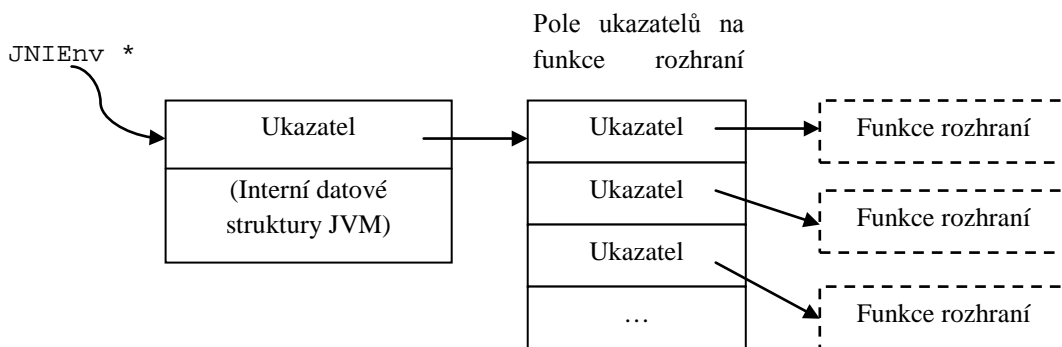 JNIEnv *
Pole ukazatelů na
funkce rozhraní
Ukazatel
(Interní datové
struktury JVM)
Ukazatel
Ukazatel
Ukazatel
…
Funkce rozhraní
Funkce rozhraní
Funkce rozhraní